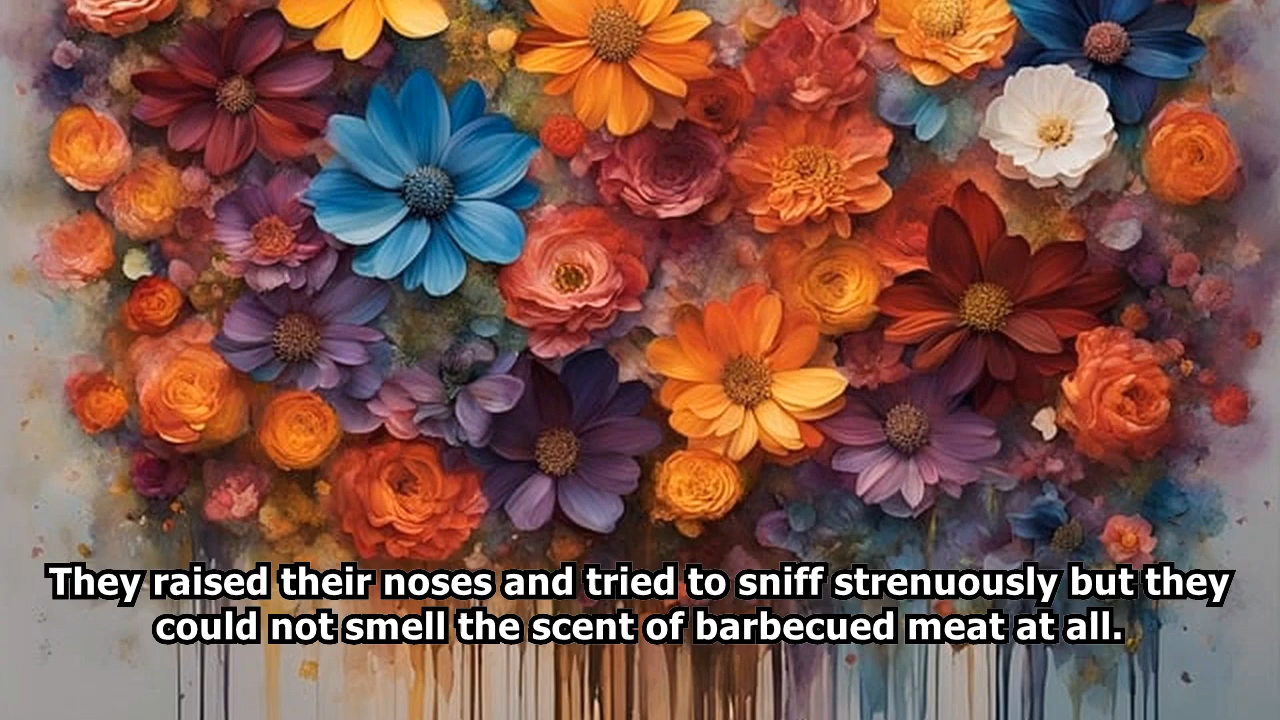 They raised their noses and tried to sniff strenuously but they
could not smell the scent of barbecued meat at all.